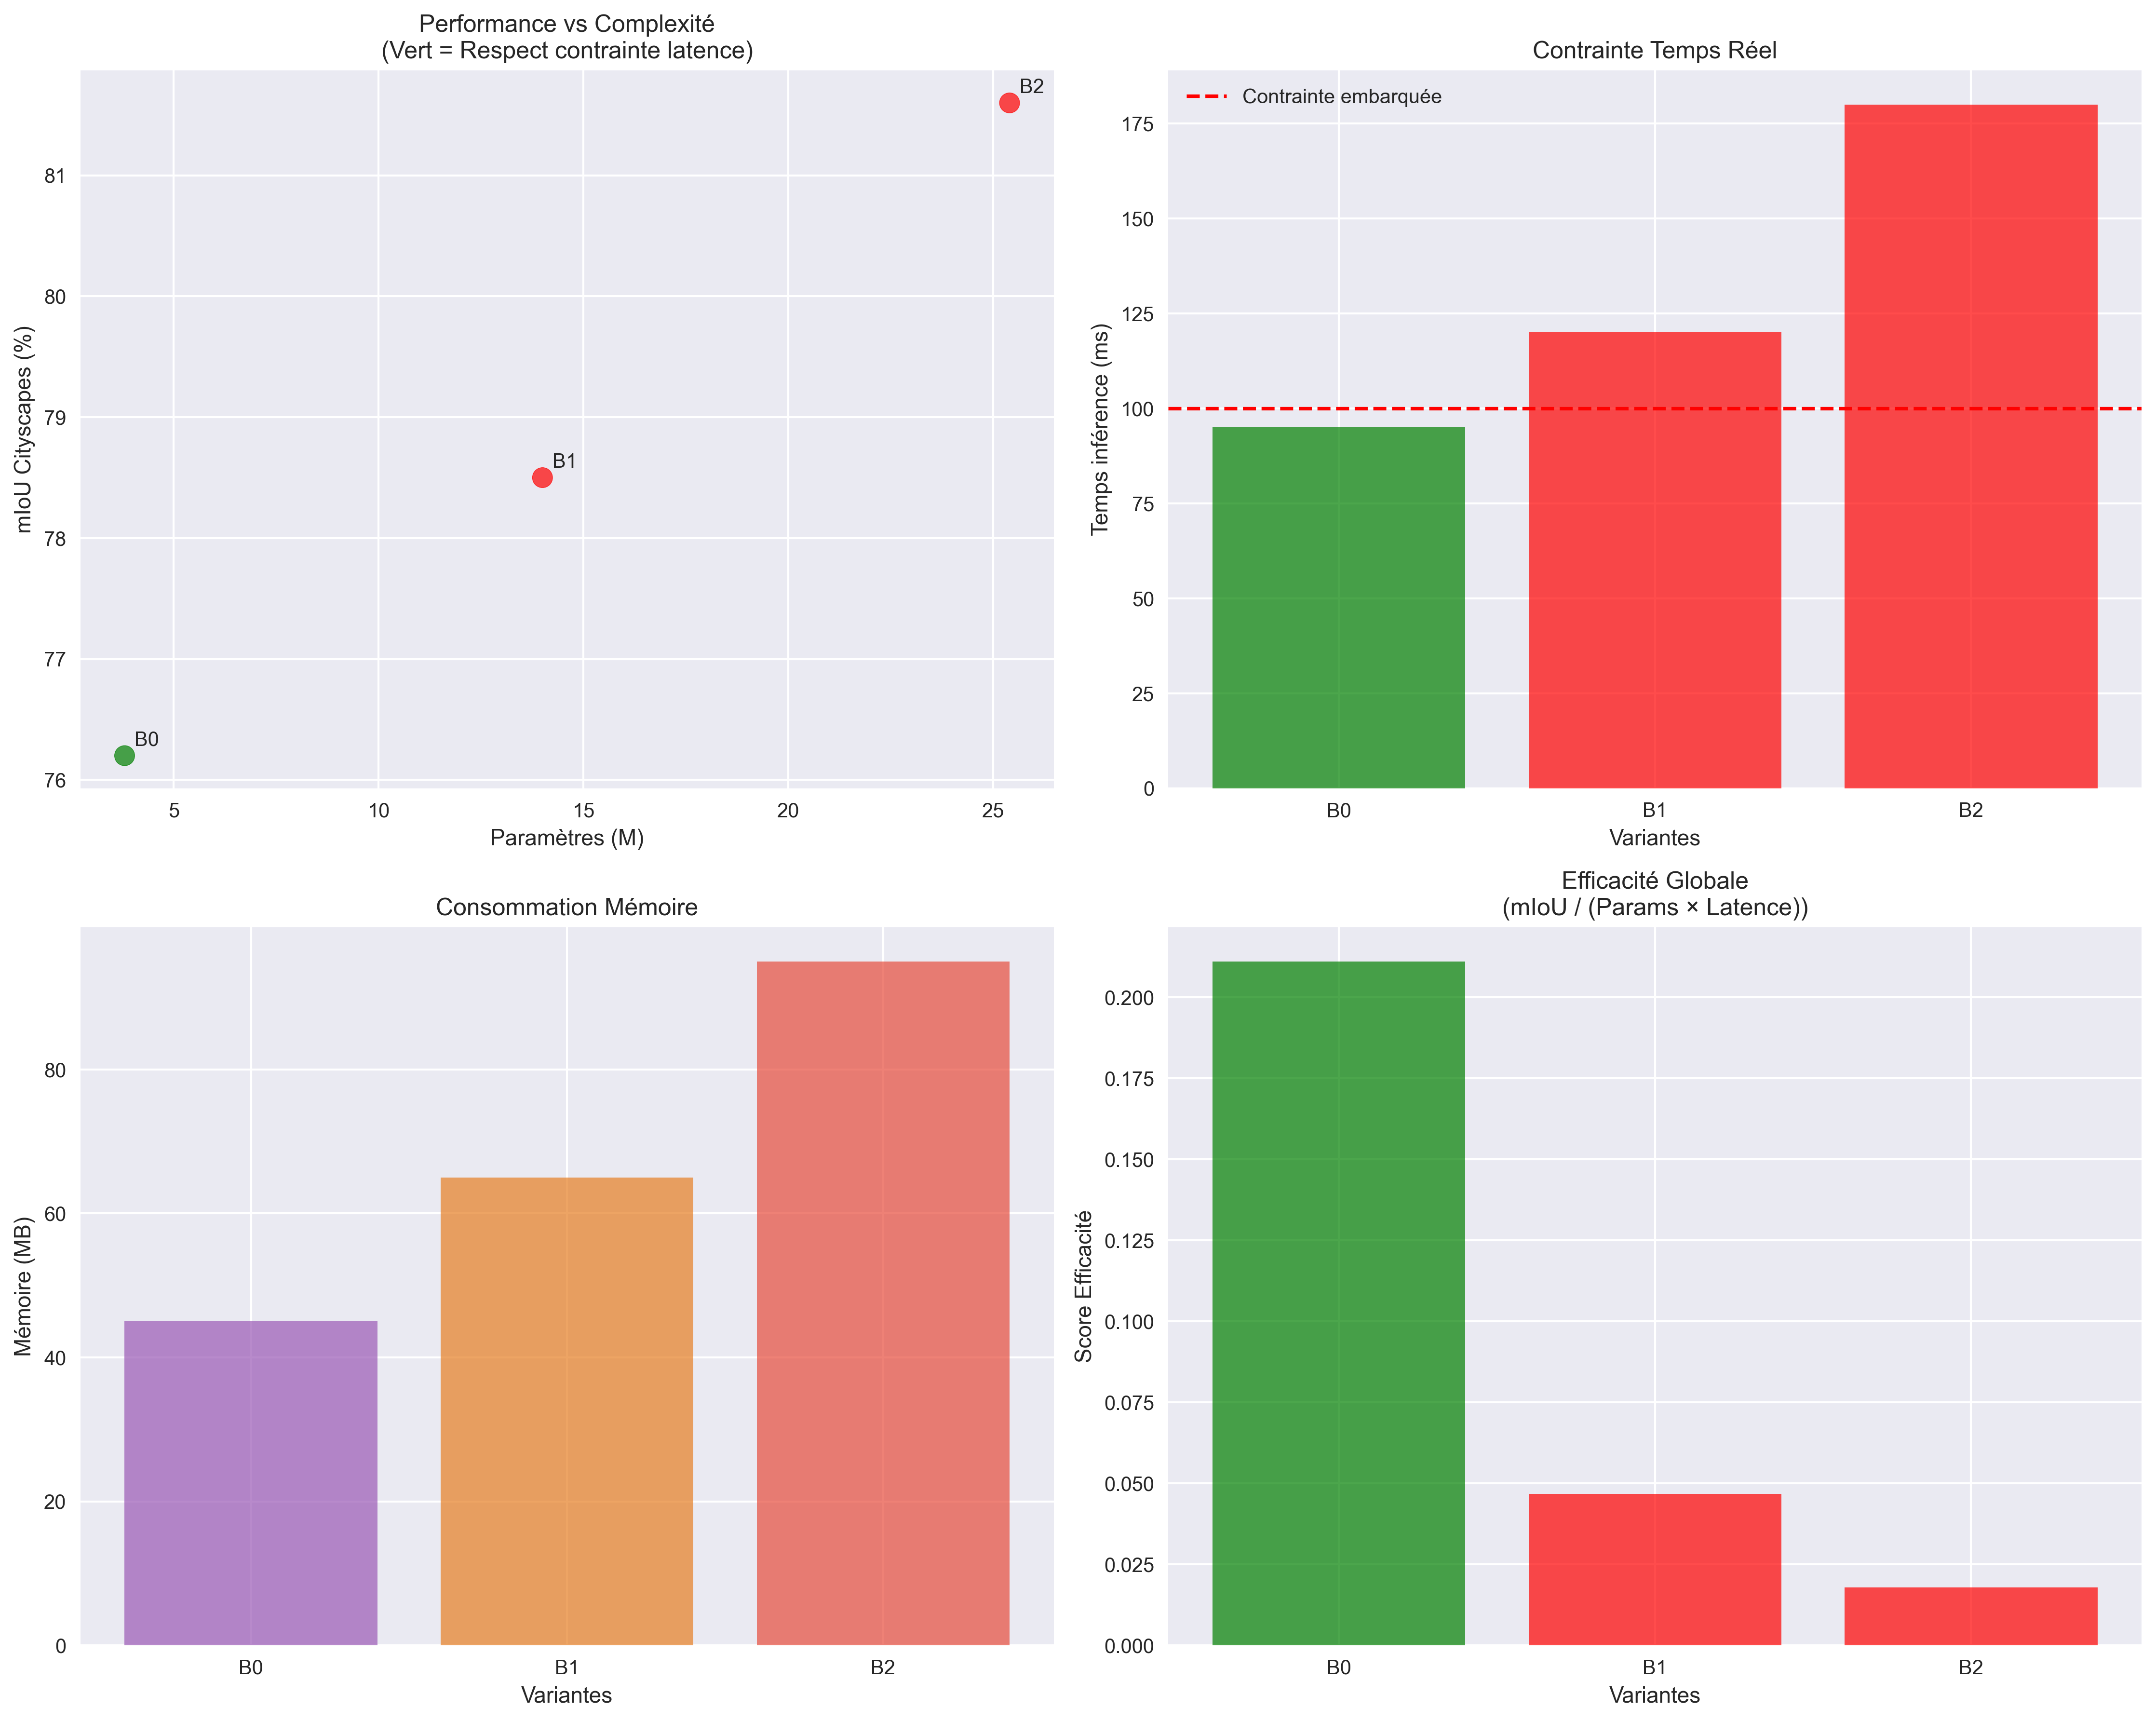 Performance vs Complexité
(Vert = Respect contrainte latence)
B2
B1
B0
81
80
79
78
77
76
mIoU Cityscapes (%)
5
10
15
20
25
Paramètres (M)
Contrainte Temps Réel
Contrainte embarquée
175
150
125
100
75
50
25
0
Temps inférence (ms)
B0
B1
B2
Variantes
Consommation Mémoire
80
60
40
20
0
Mémoire (MB)
B0
B1
B2
Variantes
Efficacité Globale
(mIoU / (Params × Latence))
0.200
0.175
0.150
0.125
0.100
0.075
0.050
0.025
0.000
Score Efficacité
B0
B1
B2
Variantes